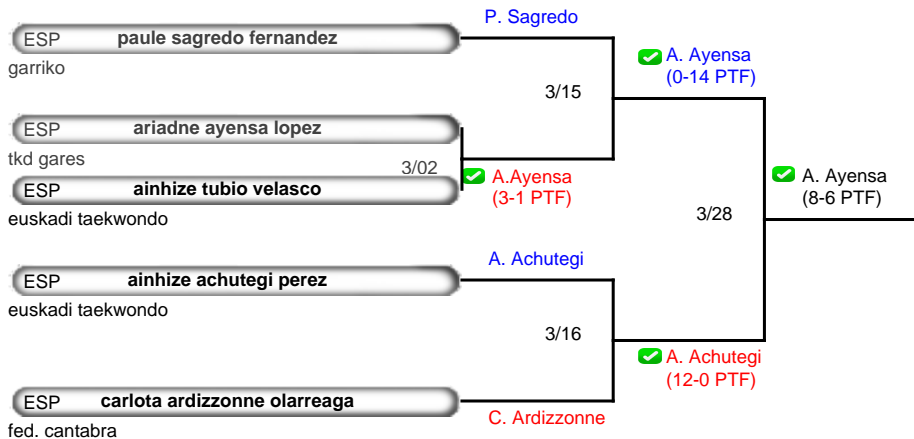 P. Sagredo
ESP paule sagredo fernandez
garriko
A. Ayensa
(0-14 PTF)
3/15
ESP ariadne ayensa lopez
tkd gares
3/02
A.Ayensa
(3-1 PTF)
ESP ainhize tubio velasco
euskadi taekwondo
A. Ayensa
(8-6 PTF)
3/28
A. Achutegi
ESP ainhize achutegi perez
euskadi taekwondo
3/16
A. Achutegi
(12-0 PTF)
ESP carlota ardizzonne olarreaga
fed. cantabra
C. Ardizzonne